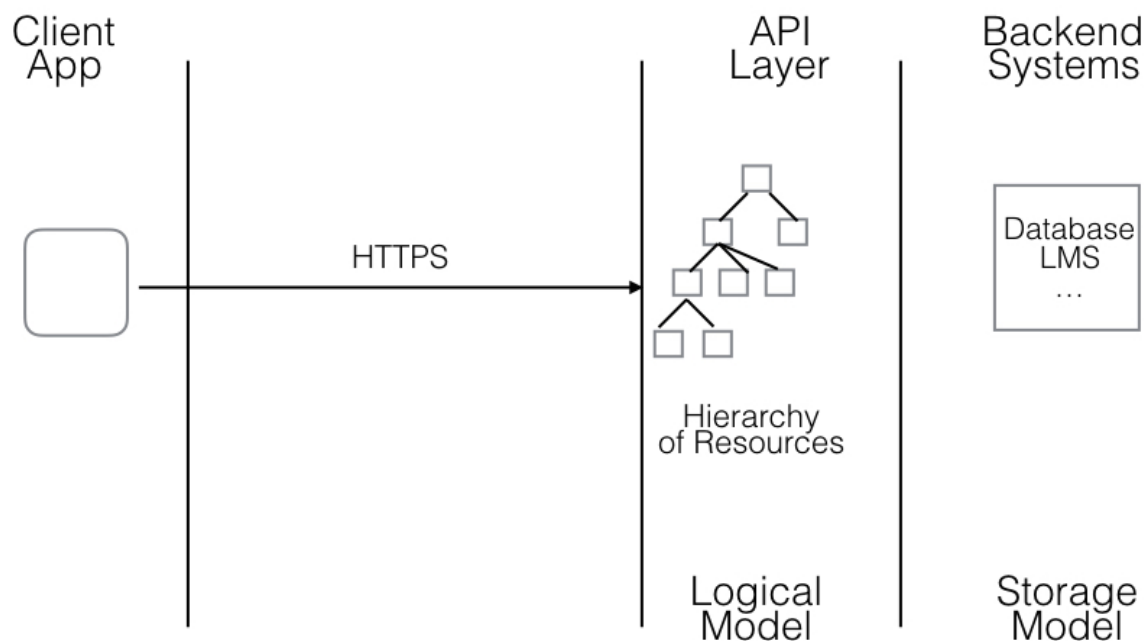 Client
App
API
Layer
Backend
Systems
HTTPS
Database
LMS
...
Hierarchy
of Resources
Logical
Model
Storage
Model